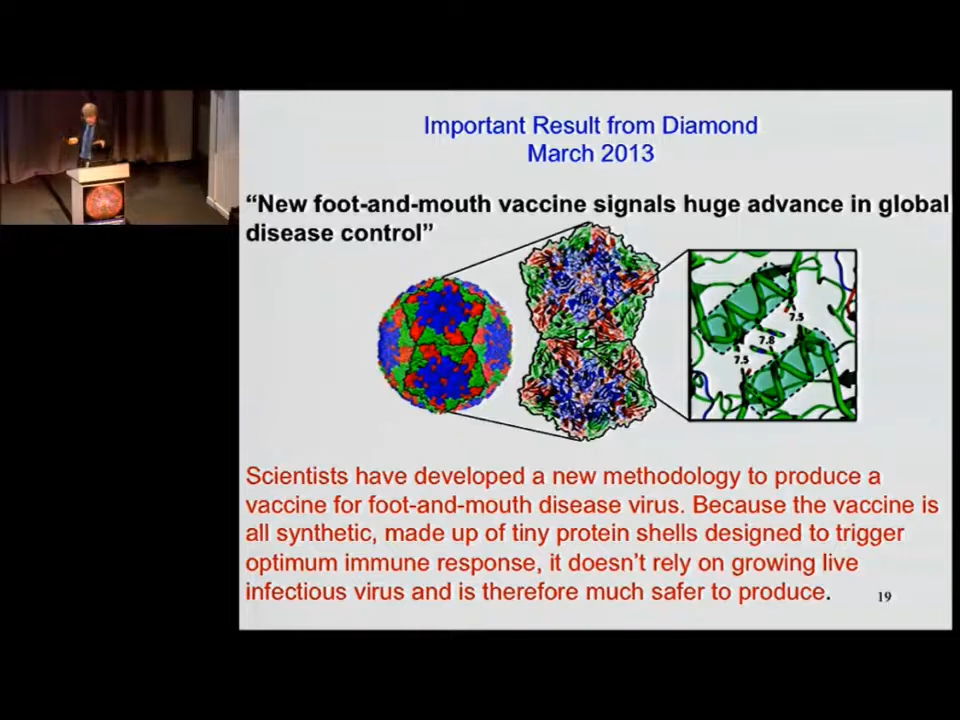 Important Result from Diamond
March 2013
“New foot-and-mouth vaccine signals huge advance in global
disease control”
7.5
7.8
7.5
Scientists have developed a new methodology to produce a
vaccine for foot-and-mouth disease virus. Because the vaccine is
all synthetic, made up of tiny protein shells designed to trigger
optimum immune response, it doesn’t rely on growing live
infectious virus and is therefore much safer to produce.
19